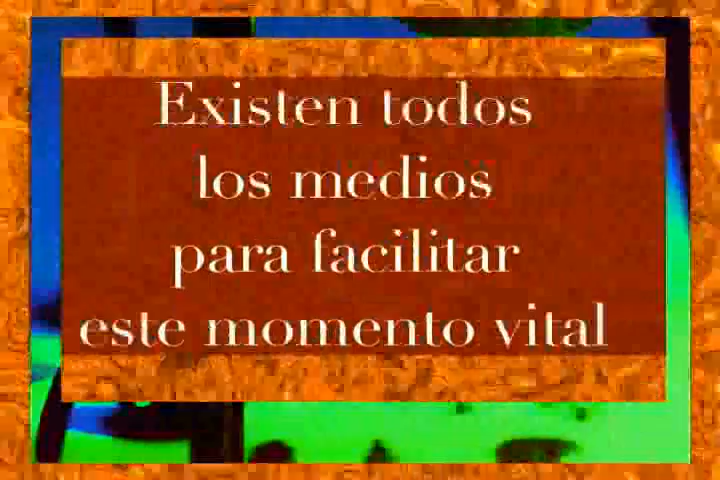 Existen todos
los medios
para facilitar
este momento vital